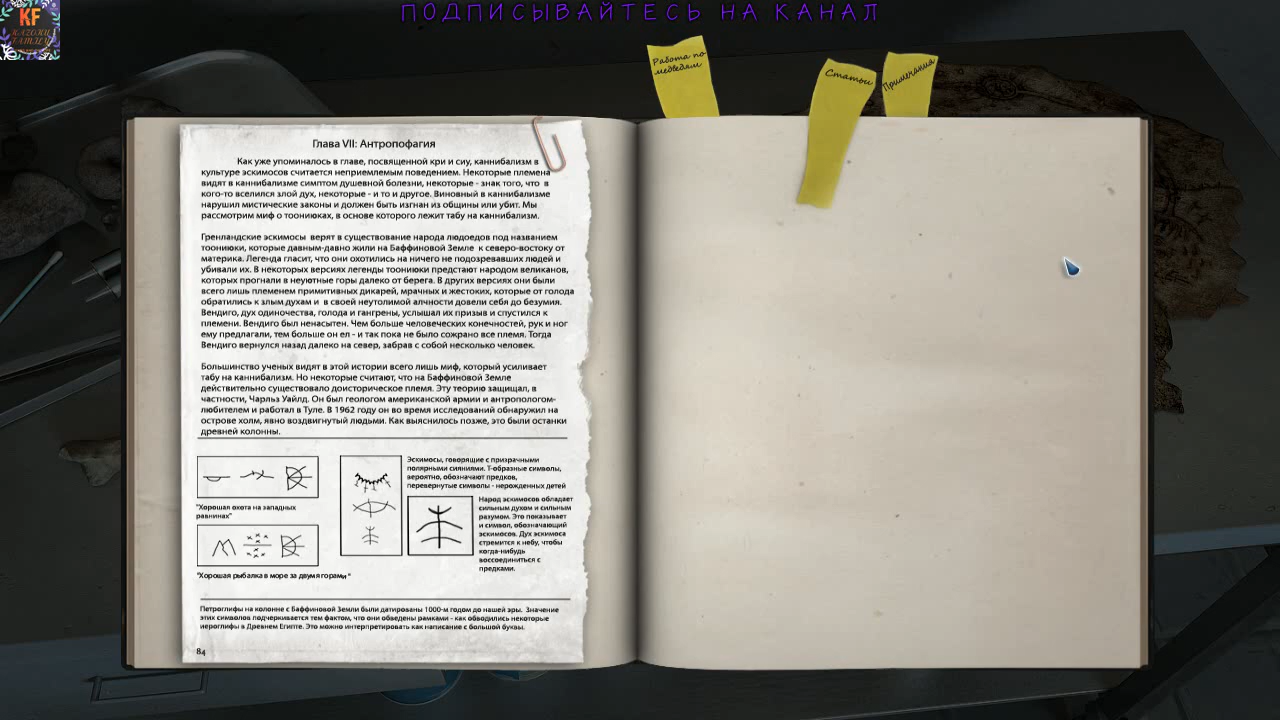 KF
KAZORU
FAMILY
ПОДПИСЫВАЙТЕСЬ НА КАНАЛ
Работа по
медведям
Статьи
Примечания
Глава VII: Антропофагия
Как уже упоминалось в главе, посвященной кри и сиу, каннибализм в
культуре эскимосов считается неприемлемым поведением. Некоторые племена
видят в каннибализме симптом душевной болезни, некоторые - знак того, что в
кого-то вселился злой дух, некоторые - и то и другое. Виновный в каннибализме
нарушил мистические законы и должен быть изгнан из общины или убит. Мы
рассмотрим миф о тоониюках, в основе которого лежит табу на каннибализм.
Гренландские эскимосы верят в существование народа людоедов под названием
тоониюки, которые давным-давно жили на Баффиновой Земле к северо-востоку от
материка. Легенда гласит, что они охотились на ничего не подозревавших людей и
убивали их. В некоторых версиях легенды тоониюки предстают народом великанов,
которых прогнали в неуютные горы далеко от берега. В других версиях они были
всего лишь племенем примитивных дикарей, мрачных и жестоких, которые от голода
обратились к злым духам и в своей неутолимой алчности довели себя до безумия.
Вендиго, дух одиночества, голода и гангрены, услышал их призыв и спустился к
племени. Вендиго был ненасытен. Чем больше человеческих конечностей, рук и ног
ему предлагали, тем больше он ел - и так пока не было сожрано все племя. Тогда
Вендиго вернулся назад далеко на север, забрав с собой несколько человек.
Большинство ученых видят в этой истории всего лишь миф, который усиливает
табу на каннибализм. Но некоторые считают, что на Баффиновой Земле
действительно существовало доисторическое племя. Эту теорию защищал, в
частности, Чарльз Уайлд. Он был геологом американской армии и антропологом-
любителем и работал в Туле. В 1962 году он во время исследований обнаружил на
острове холм, явно воздвигнутый людьми. Как выяснилось позже, это были останки
древней колонны.
"Хорошая охота на западных
равнинах"
"Хорошая рыбалка в море за двумя горами"
Эскимосы, говорящие с призрачными
полярными сияниями. Т-образные символы,
вероятно, обозначают предков,
перевернутые символы - нерожденных детей
Народ эскимосов обладает
сильным духом и сильным
разумом. Это показывает
и символ, обозначающий
эскимосов. Дух эскимоса
стремится к небу, чтобы
когда-нибудь
воссоединиться с
предками.
Петроглифы на колонне с Баффиновой Земли были датированы 1000-м годом до нашей эры. Значение
этих символов подчеркивается тем фактом, что они обведены рамками - как обводились некоторые
иероглифы в Древнем Египте. Это можно интерпретировать как написание с большой буквы.
84